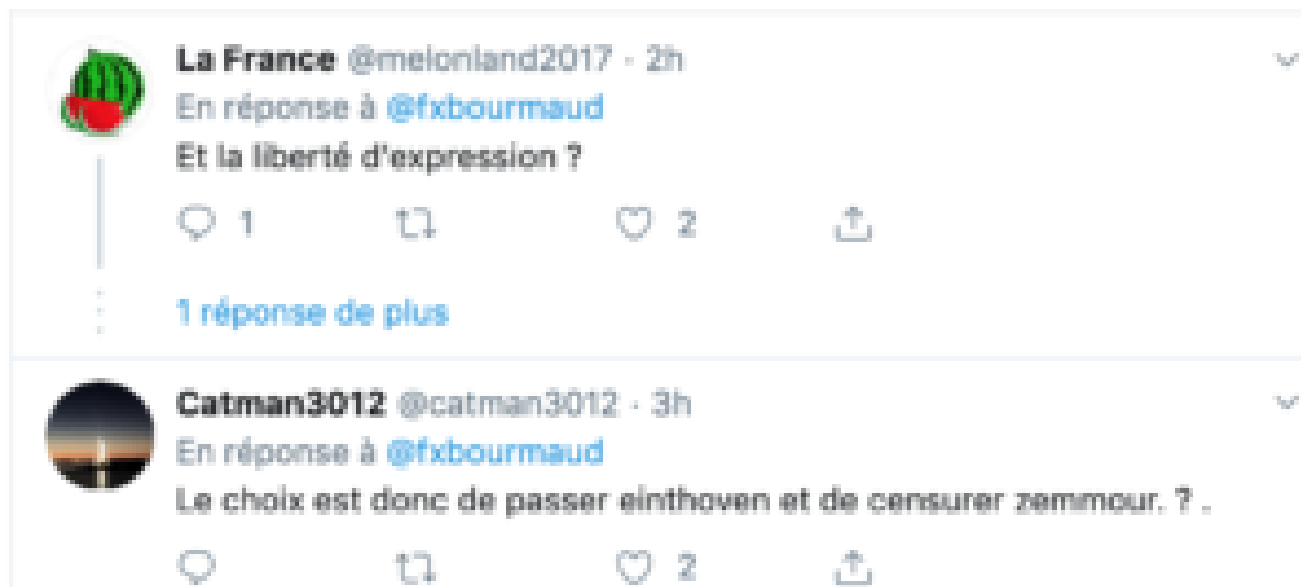 La France @melonland2017 · 2h
En réponse à @fxbourmaud
Et la liberté d'expression ?
1 2
1 réponse de plus
Catman3012 @catman3012 · 3h
En réponse à @fxbourmaud
Le choix est donc de passer einthoven et de censurer zemmour. ? .
2